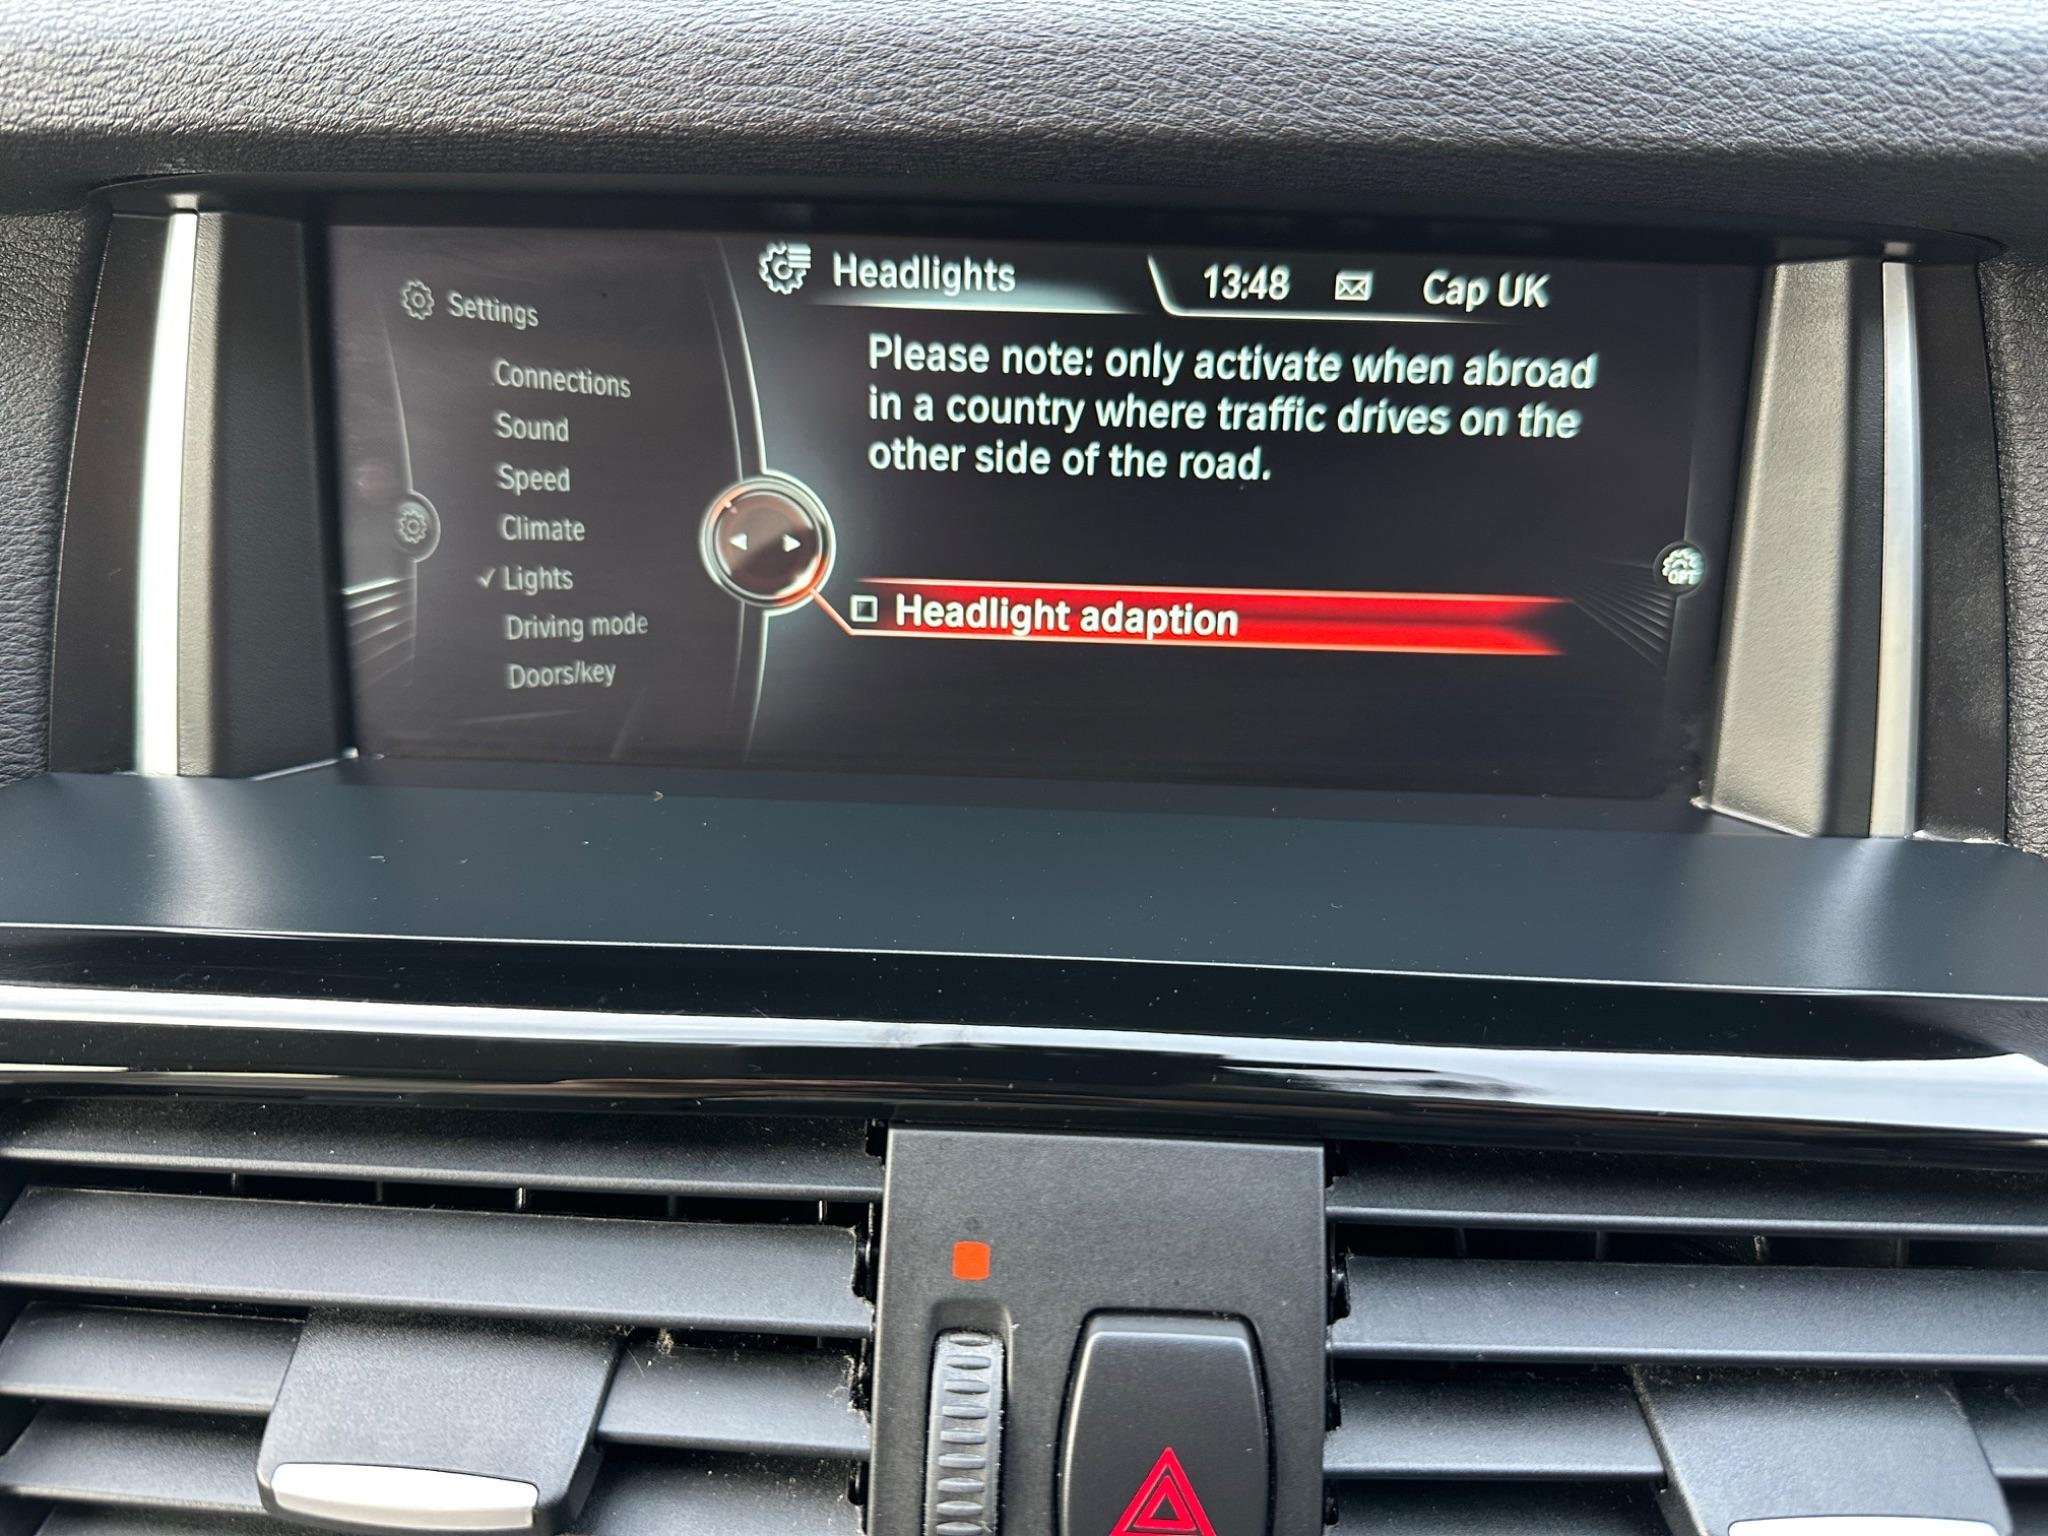 Settings
Connections
Sound
Speed
Climate
✓ Lights
Driving mode
Doors/key
Headlights
13:48
Cap UK
Please note: only activate when abroad
in a country where traffic drives on the
other side of the road.
Headlight adaption
OPT